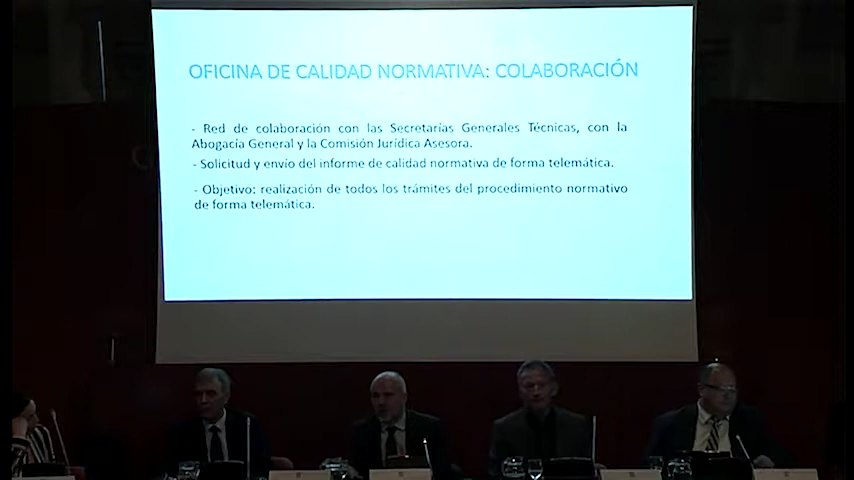 OFICINA DE CALIDAD NORMATIVA: COLABORACIÓN
- Red de colaboración con las Secretarías Generales Técnicas, con la
Abogacía General y la Comisión Jurídica Asesora.
- Solicitud y envío del informe de calidad normativa de forma telemática.
- Objetivo: realización de todos los trámites del procedimiento normativo
de forma telemática.